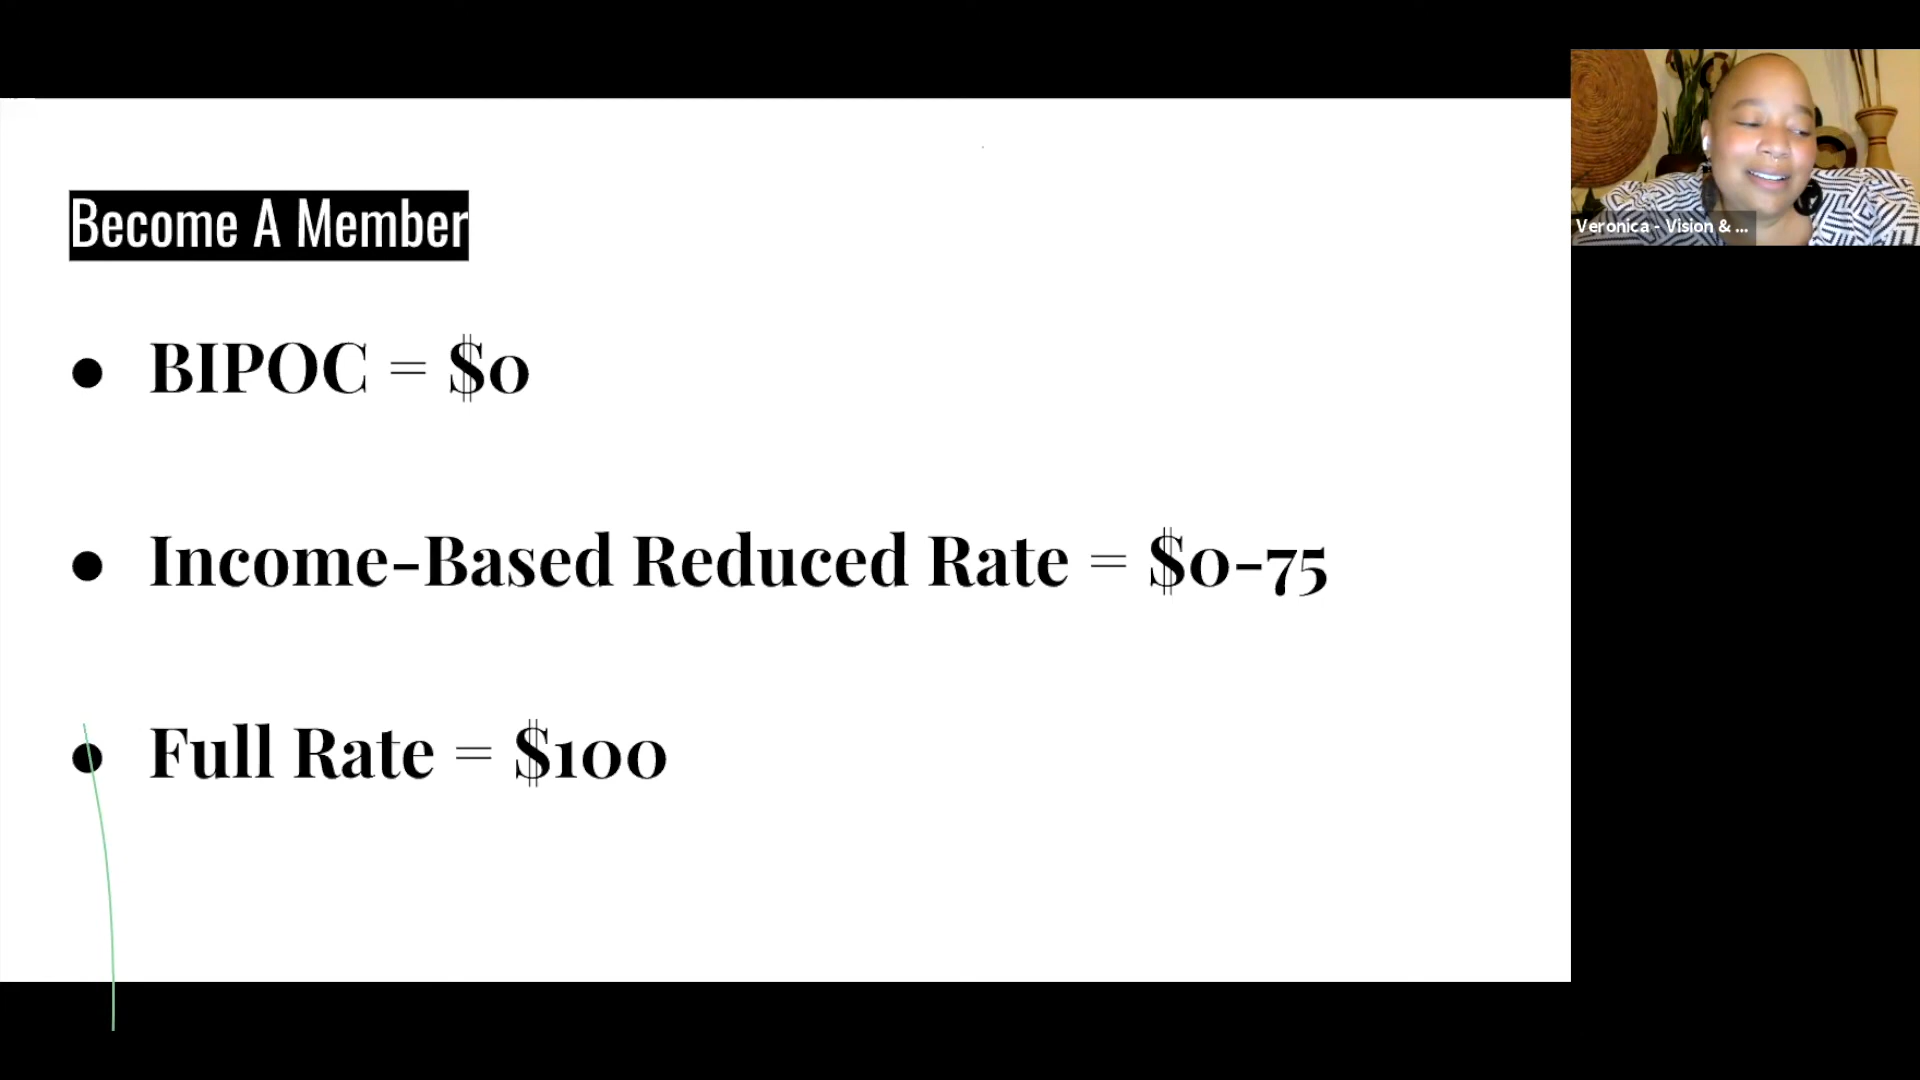 Become A Member
● BIPOC = $0
● Income-Based Reduced Rate = $0-75
● Full Rate = $100
Veronica - Vision & ...